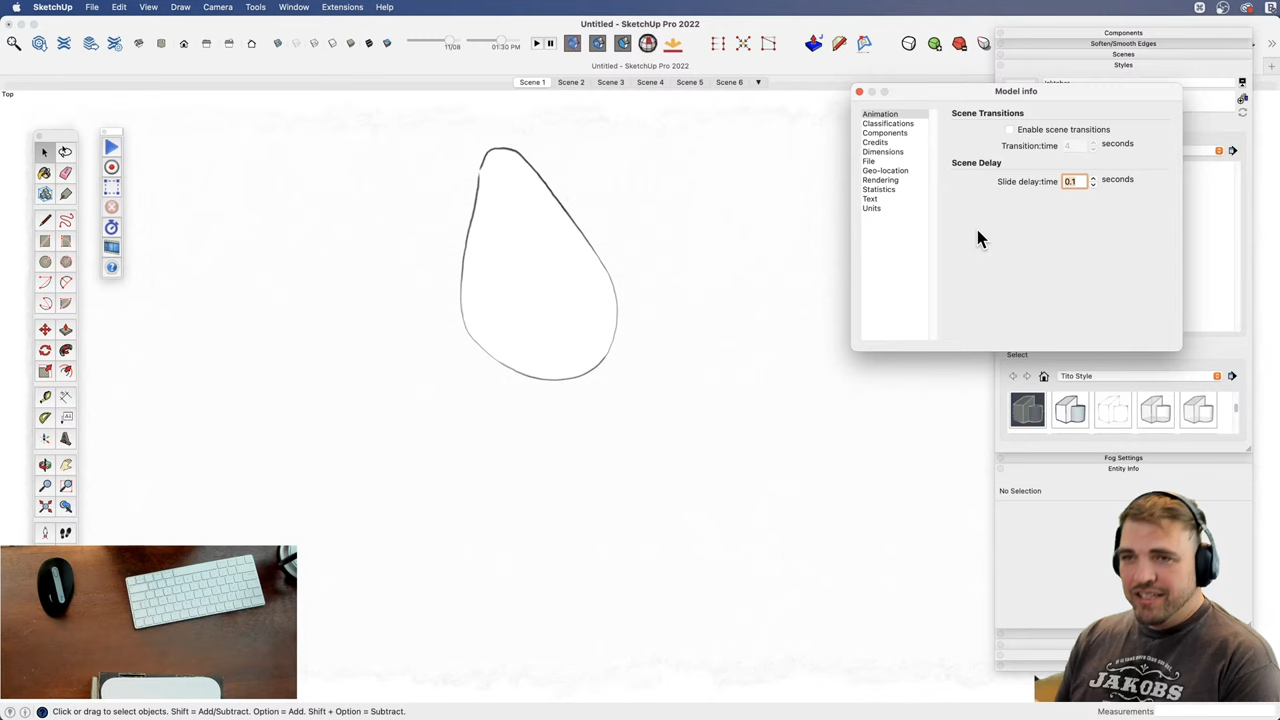 SketchUp File Edit View Draw Camera Tools Window Extensions Help
Untitled - SketchUp Pro 2022
11/08 01:30 PM
Untitled - SketchUp Pro 2022
Scene 1 Scene 2 Scene 3 Scene 4 Scene 5 Scene 6
Top
Components
Soften/Smooth Edges
Scenes
Styles
Model info
Animation
Classifications
Components
Credits
Dimensions
File
Geo-location
Rendering
Statistics
Text
Units
Scene Transitions
Enable scene transitions
Transition:time 4 seconds
Scene Delay
Slide delay:time 0.1 seconds
Select
Tito Style
Fog Settings
Entity Info
No Selection
JAKOBS
Click or drag to select objects. Shift = Add/Subtract. Option = Add. Shift + Option = Subtract.
Measurements